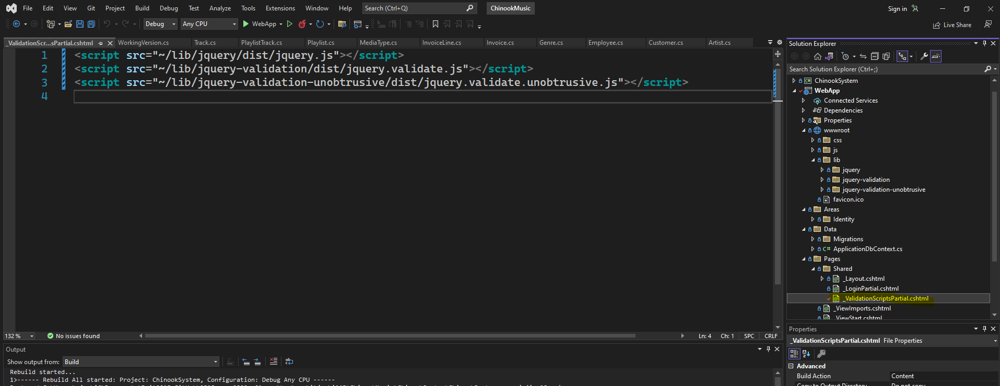 File Edit View Git Project Build Debug Test Analyze Tools Extensions Window Help Search (Ctrl+Q) ChinookMusic Sign in
Debug Any CPU WebApp Live Share
_ValidationScr...sPartial.cshtml WorkingVersion.cs Track.cs PlaylistTrack.cs Playlist.cs MediaType.cs InvoiceLine.cs Invoice.cs Genre.cs Employee.cs Customer.cs Artist.cs
1 <script src="~/lib/jquery/dist/jquery.js"></script>
2 <script src="~/lib/jquery-validation/dist/jquery.validate.js"></script>
3 <script src="~/lib/jquery-validation-unobtrusive/dist/jquery.validate.unobtrusive.js"></script>
4
132 % No issues found Ln: 4 Ch: 1 SPC CRLF
Output
Show output from: Build
Rebuild started...
1>------ Rebuild All started: Project: ChinookSystem, Configuration: Debug Any CPU ------
Solution Explorer
Search Solution Explorer (Ctrl+;)
C# ChinookSystem
WebApp
Connected Services
Dependencies
Properties
wwwroot
css
js
lib
jquery
jquery-validation
jquery-validation-unobtrusive
favicon.ico
Areas
Identity
Data
Migrations
C# ApplicationDbContext.cs
Pages
Shared
_Layout.cshtml
_LoginPartial.cshtml
_ValidationScriptsPartial.cshtml
_ViewImports.cshtml
_ViewStart.cshtml
Properties
_ValidationScriptsPartial.cshtml File Properties
Advanced
Build Action Content
Copy to Output Directory Do not copy